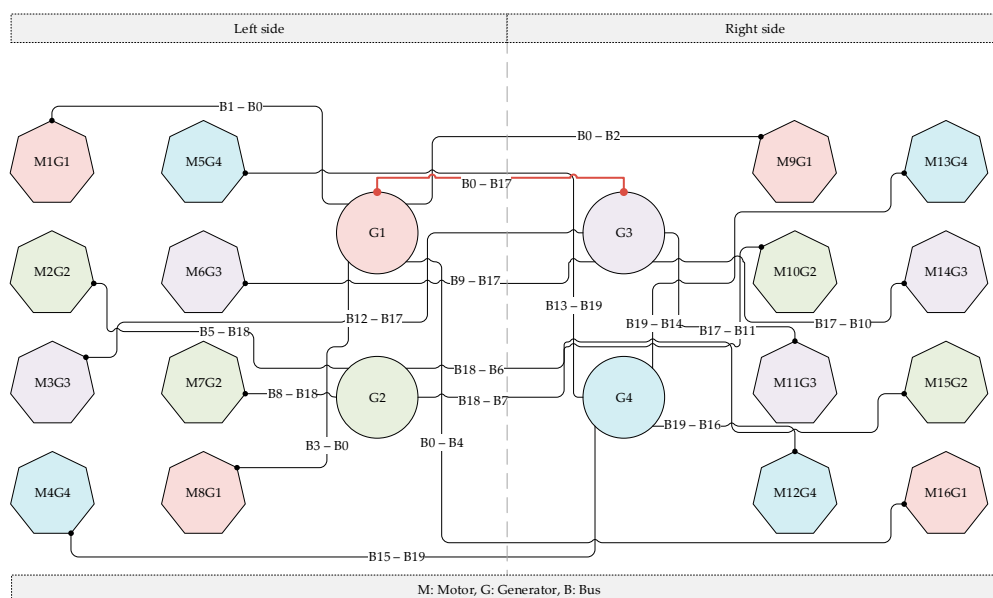 Left side
Right side
B1 – B0
B0 – B2
M1G1
M5G4
M9G1
M13G4
B0 – B17
G1
G3
M2G2
M6G3
M10G2
M14G3
B9 – B17
B13 – B19
B12 – B17
B19 – B14
B17 – B10
B5 – B18
B17 – B11
B18 – B6
M3G3
M7G2
M11G3
M15G2
B8 – B18
G2
B18 – B7
G4
B19 – B16
B3 – B0
B0 – B4
M4G4
M8G1
M12G4
M16G1
B15 – B19
M: Motor, G: Generator, B: Bus